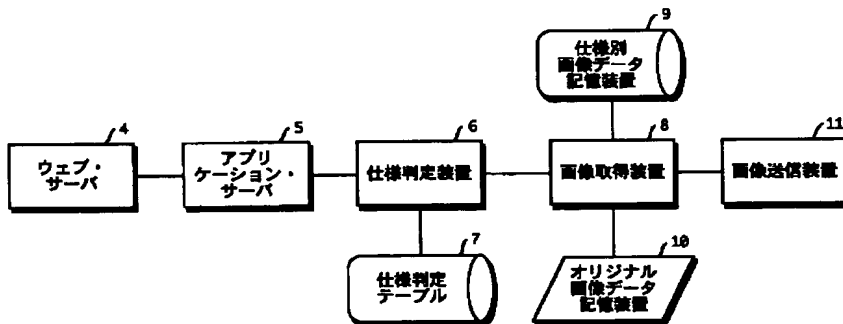 9
仕様別
画像データ
記憶装置
4
ウェブ・
サーバ
5
アプリ
ケーション・
サーバ
6
仕様判定装置
8
画像取得装置
11
画像送信装置
7
仕様判定
テーブル
10
オリジナル
画像データ
記憶装置